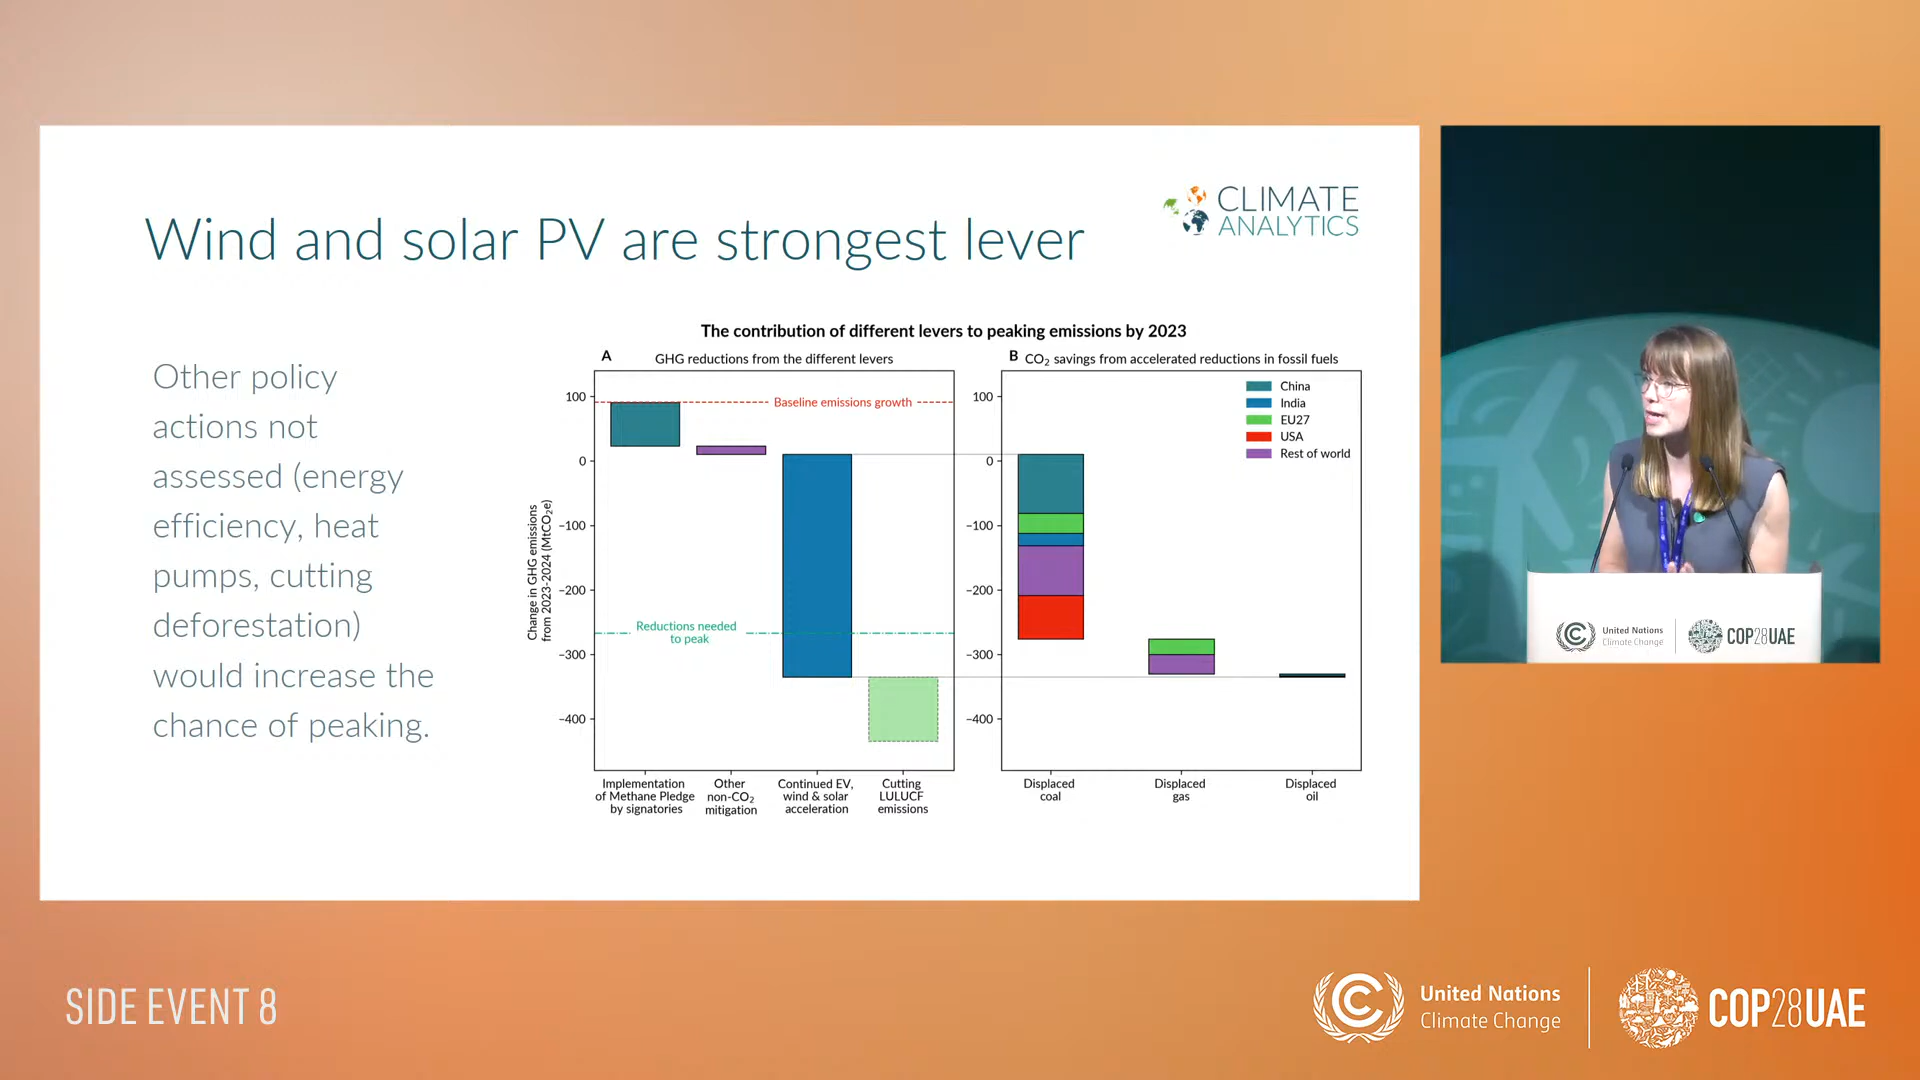 Wind and solar PV are strongest lever
CLIMATE
ANALYTICS
Other policy
actions not
assessed (energy
efficiency, heat
pumps, cutting
deforestation)
would increase the
chance of peaking.
The contribution of different levers to peaking emissions by 2023
A
GHG reductions from the different levers
Change in GHG emissions
from 2023-2024 (MtCO₂e)
100
0
−100
−200
−300
−400
Baseline emissions growth
Reductions needed
to peak
Implementation
of Methane Pledge
by signatories
Other
non-CO₂
mitigation
Continued EV,
wind & solar
acceleration
Cutting
LULUCF
emissions
B
CO₂ savings from accelerated reductions in fossil fuels
100
0
−100
−200
−300
−400
China
India
EU27
USA
Rest of world
Displaced
coal
Displaced
gas
Displaced
oil
United Nations
Climate Change
COP28UAE
SIDE EVENT 8
United Nations
Climate Change
COP28UAE